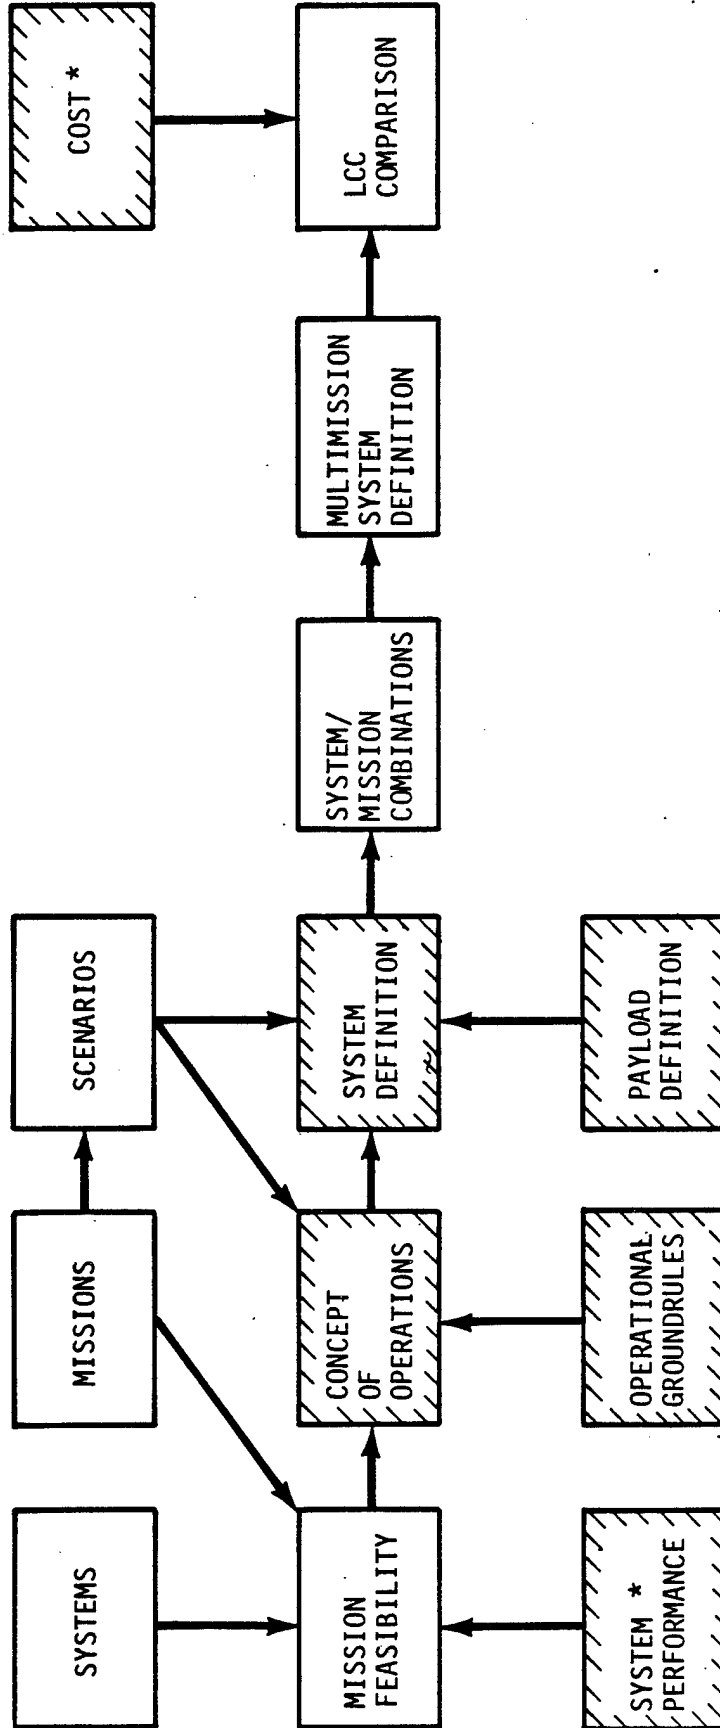 SYSTEMS
MISSIONS
SCENARIOS
COST *
MISSION
FEASIBILITY
CONCEPT
OF
OPERATIONS
SYSTEM
DEFINITION
SYSTEM/
MISSION
COMBINATIONS
MULTIMISSION
SYSTEM
DEFINITION
LCC
COMPARISON
SYSTEM *
PERFORMANCE
OPERATIONAL
GROUNDRULES
PAYLOAD
DEFINITION